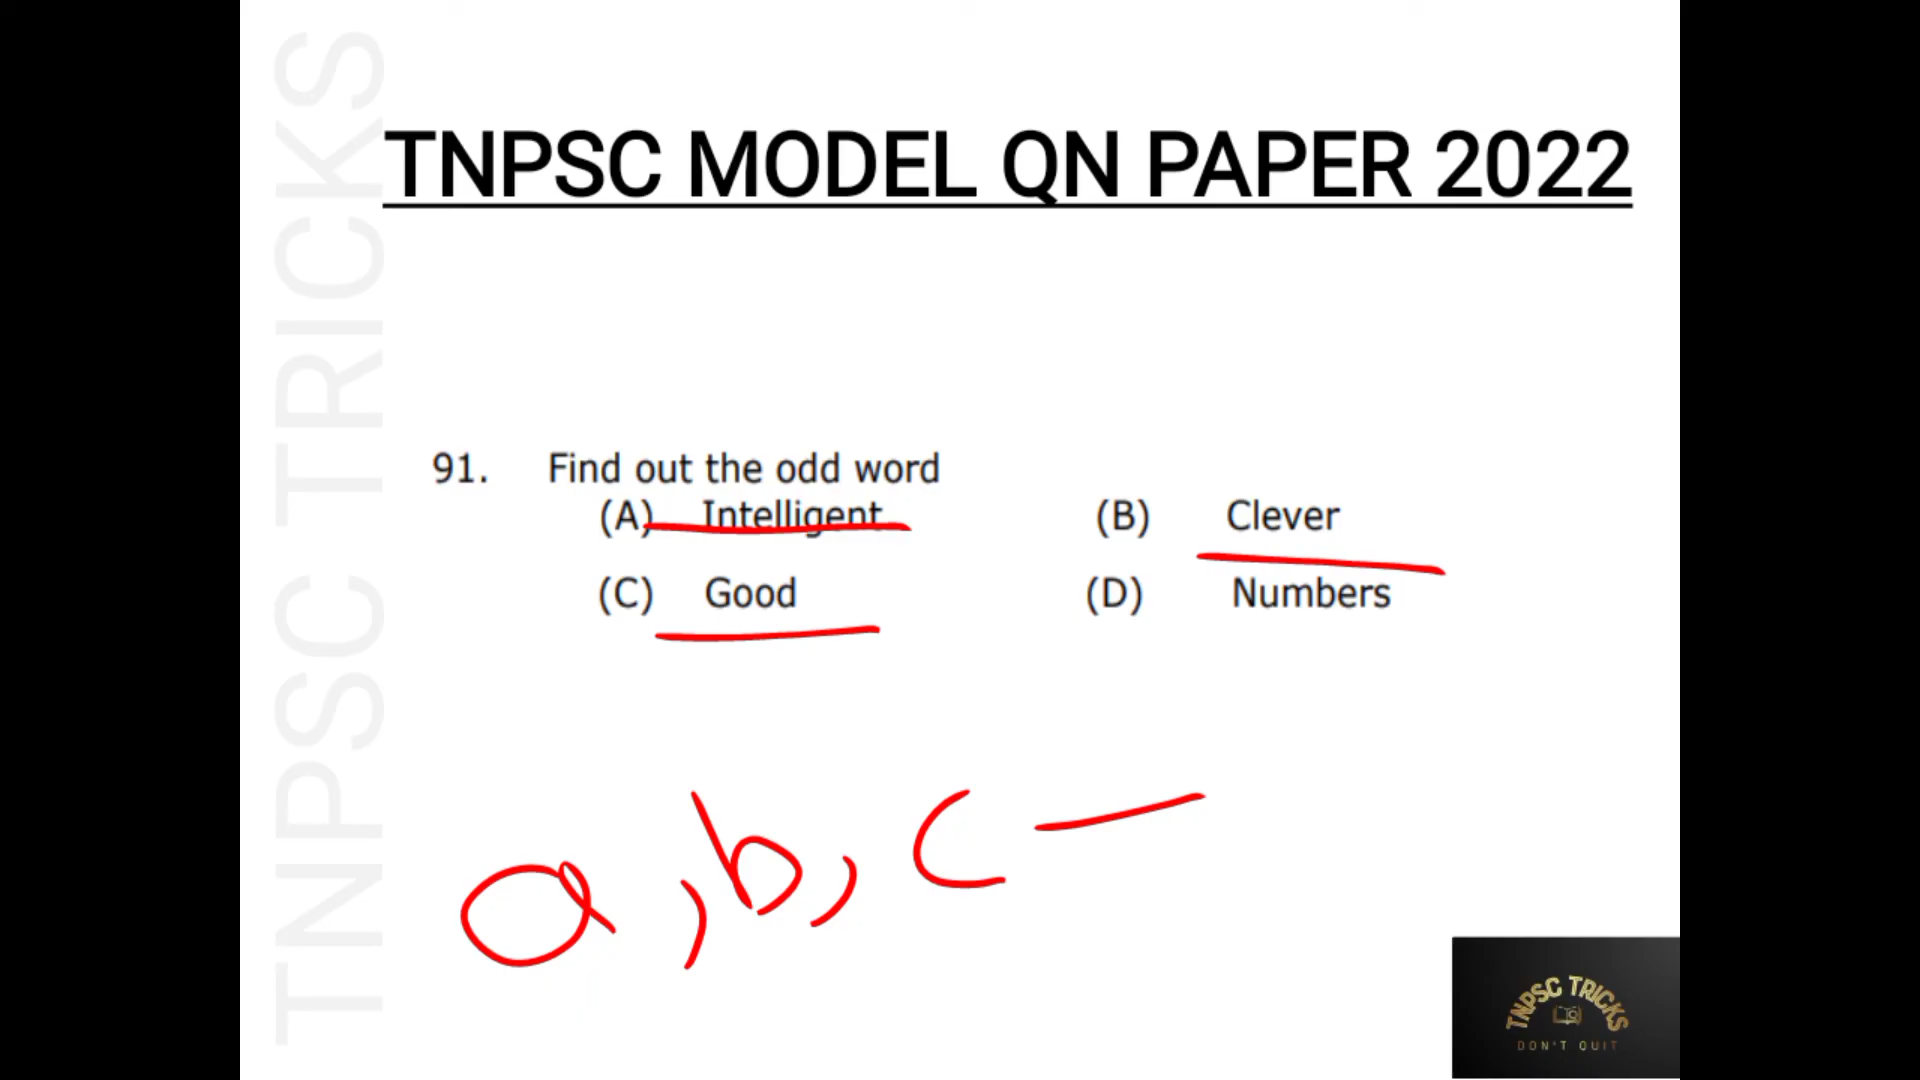 TNPSC TRICKS
TNPSC MODEL QN PAPER 2022
91. Find out the odd word
(A) Intelligent (B) Clever
(C) Good (D) Numbers
a, b, c —
TNPSC TRICKS
DON'T QUIT